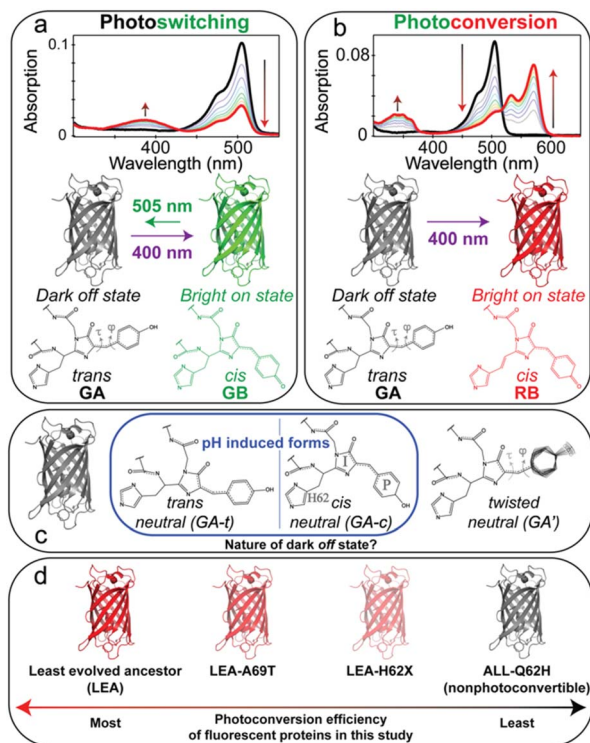 Photoswitching
a
0.1
Absorption
0
400 500
Wavelength (nm)
505 nm
400 nm
Dark off state
Bright on state
trans
GA
cis
GB
Photoconversion
b
0.08
Absorption
0
400 500 600
Wavelength (nm)
400 nm
Dark off state
Bright on state
trans
GA
cis
RB
pH induced forms
I
P
H62
trans
neutral (GA-t)
cis
neutral (GA-c)
twisted
neutral (GA')
c
Nature of dark off state?
d
Least evolved ancestor
(LEA)
LEA-A69T
LEA-H62X
ALL-Q62H
(nonphotoconvertible)
Most
Photoconversion efficiency
of fluorescent proteins in this study
Least